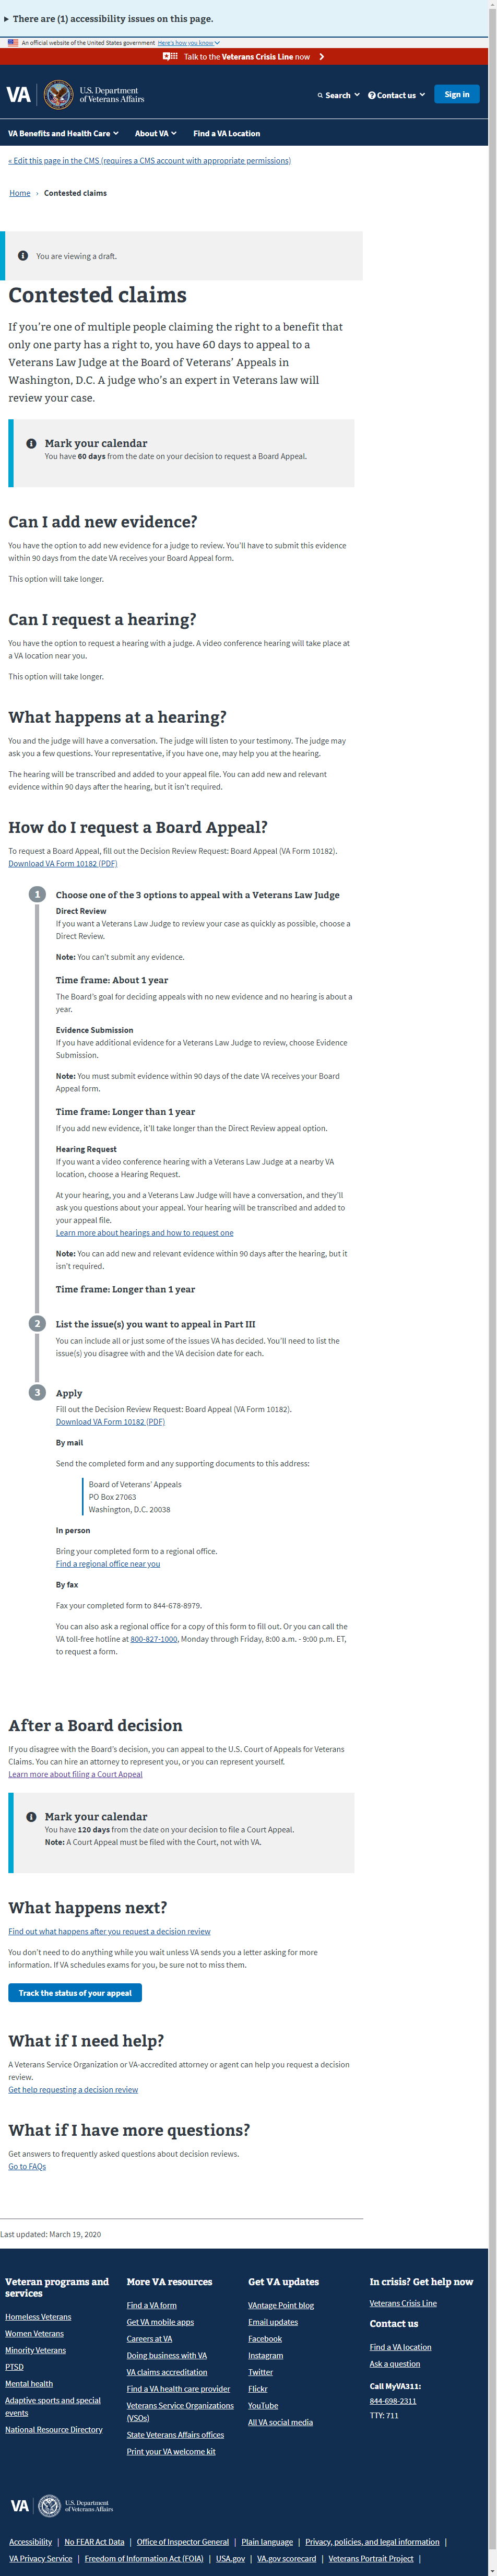 ▶ There are (1) accessibility issues on this page.
An official website of the United States government Here's how you know
Talk to the Veterans Crisis Line now
VA U.S. Department of Veterans Affairs
Search
Contact us
Sign in
VA Benefits and Health Care
About VA
Find a VA Location
« Edit this page in the CMS (requires a CMS account with appropriate permissions)
Home › Contested claims
You are viewing a draft.
Contested claims
If you're one of multiple people claiming the right to a benefit that
only one party has a right to, you have 60 days to appeal to a
Veterans Law Judge at the Board of Veterans' Appeals in
Washington, D.C. A judge who's an expert in Veterans law will
review your case.
Mark your calendar
You have 60 days from the date on your decision to request a Board Appeal.
Can I add new evidence?
You have the option to add new evidence for a judge to review. You'll have to submit this evidence
within 90 days from the date VA receives your Board Appeal form.
This option will take longer.
Can I request a hearing?
You have the option to request a hearing with a judge. A video conference hearing will take place at
a VA location near you.
This option will take longer.
What happens at a hearing?
You and the judge will have a conversation. The judge will listen to your testimony. The judge may
ask you a few questions. Your representative, if you have one, may help you at the hearing.
The hearing will be transcribed and added to your appeal file. You can add new and relevant
evidence within 90 days after the hearing, but it isn't required.
How do I request a Board Appeal?
To request a Board Appeal, fill out the Decision Review Request: Board Appeal (VA Form 10182).
Download VA Form 10182 (PDF)
1 Choose one of the 3 options to appeal with a Veterans Law Judge
Direct Review
If you want a Veterans Law Judge to review your case as quickly as possible, choose a
Direct Review.
Note: You can't submit any evidence.
Time frame: About 1 year
The Board's goal for deciding appeals with no new evidence and no hearing is about a
year.
Evidence Submission
If you have additional evidence for a Veterans Law Judge to review, choose Evidence
Submission.
Note: You must submit evidence within 90 days of the date VA receives your Board
Appeal form.
Time frame: Longer than 1 year
If you add new evidence, it'll take longer than the Direct Review appeal option.
Hearing Request
If you want a video conference hearing with a Veterans Law Judge at a nearby VA
location, choose a Hearing Request.
At your hearing, you and a Veterans Law Judge will have a conversation, and they'll
ask you questions about your appeal. Your hearing will be transcribed and added to
your appeal file.
Learn more about hearings and how to request one
Note: You can add new and relevant evidence within 90 days after the hearing, but it
isn't required.
Time frame: Longer than 1 year
2 List the issue(s) you want to appeal in Part III
You can include all or just some of the issues VA has decided. You'll need to list the
issue(s) you disagree with and the VA decision date for each.
3 Apply
Fill out the Decision Review Request: Board Appeal (VA Form 10182).
Download VA Form 10182 (PDF)
By mail
Send the completed form and any supporting documents to this address:
Board of Veterans' Appeals
PO Box 27063
Washington, D.C. 20038
In person
Bring your completed form to a regional office.
Find a regional office near you
By fax
Fax your completed form to 844-678-8979.
You can also ask a regional office for a copy of this form to fill out. Or you can call the
VA toll-free hotline at 800-827-1000, Monday through Friday, 8:00 a.m. - 9:00 p.m. ET,
to request a form.
After a Board decision
If you disagree with the Board's decision, you can appeal to the U.S. Court of Appeals for Veterans
Claims. You can hire an attorney to represent you, or you can represent yourself.
Learn more about filing a Court Appeal
Mark your calendar
You have 120 days from the date on your decision to file a Court Appeal.
Note: A Court Appeal must be filed with the Court, not with VA.
What happens next?
Find out what happens after you request a decision review
You don't need to do anything while you wait unless VA sends you a letter asking for more
information. If VA schedules exams for you, be sure not to miss them.
Track the status of your appeal
What if I need help?
A Veterans Service Organization or VA-accredited attorney or agent can help you request a decision
review.
Get help requesting a decision review
What if I have more questions?
Get answers to frequently asked questions about decision reviews.
Go to FAQs
Last updated: March 19, 2020
Veteran programs and
services
Homeless Veterans
Women Veterans
Minority Veterans
PTSD
Mental health
Adaptive sports and special
events
National Resource Directory
More VA resources
Find a VA form
Get VA mobile apps
Careers at VA
Doing business with VA
VA claims accreditation
Find a VA health care provider
Veterans Service Organizations
(VSOs)
State Veterans Affairs offices
Print your VA welcome kit
Get VA updates
VAntage Point blog
Email updates
Facebook
Instagram
Twitter
Flickr
YouTube
All VA social media
In crisis? Get help now
Veterans Crisis Line
Contact us
Find a VA location
Ask a question
Call MyVA311:
844-698-2311
TTY: 711
VA U.S. Department of Veterans Affairs
Accessibility | No FEAR Act Data | Office of Inspector General | Plain language | Privacy, policies, and legal information |
VA Privacy Service | Freedom of Information Act (FOIA) | USA.gov | VA.gov scorecard | Veterans Portrait Project |